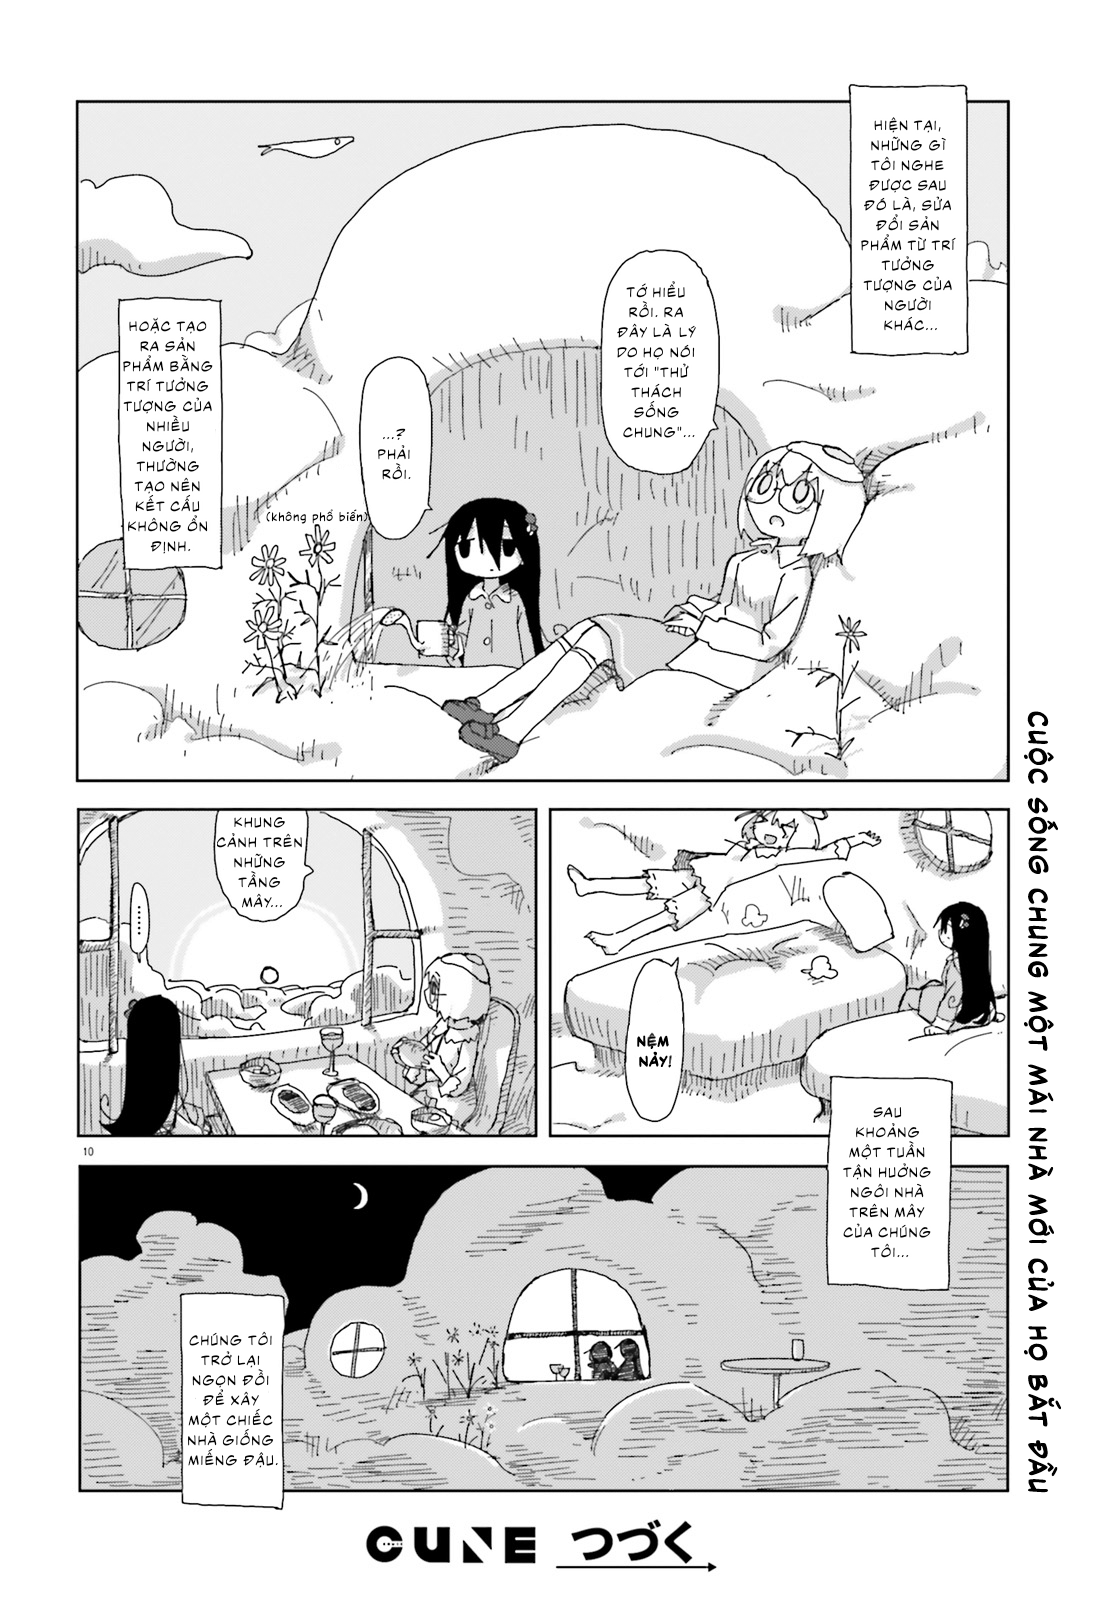 HIỆN TẠI,
NHỮNG GÌ
TÔI NGHE
ĐƯỢC SAU
ĐÓ LÀ, SỬA
ĐỔI SẢN
PHẨM TỪ TRÍ
TƯỞNG
TƯỢNG CỦA
NGƯỜI
KHÁC...
TỚ HIỂU
RỒI. RA
ĐÂY LÀ LÝ
DO HỌ NÓI
TỚI "THỬ
THÁCH
SỐNG
CHUNG"...
...?
PHẢI
RỒI.
HOẶC TẠO
RA SẢN
PHẨM BẰNG
TRÍ TƯỞNG
TƯỢNG CỦA
NHIỀU
NGƯỜI,
THƯỜNG
TẠO NÊN
KẾT CẤU
KHÔNG ỔN
ĐỊNH.
(không phổ biến)
NỆM
NẢY!
KHUNG
CẢNH TRÊN
NHỮNG
TẦNG
MÂY...
........
SAU
KHOẢNG
MỘT TUẦN
TẬN HƯỞNG
NGÔI NHÀ
TRÊN MÂY
CỦA CHÚNG
TÔI...
10
CHÚNG TÔI
TRỞ LẠI
NGỌN ĐỒI
ĐỂ XÂY
MỘT CHIẾC
NHÀ GIỐNG
MIẾNG ĐẬU.
CUỘC SỐNG CHUNG MỘT MÁI NHÀ MỚI CỦA HỌ BẮT ĐẦU
CUNE つづく